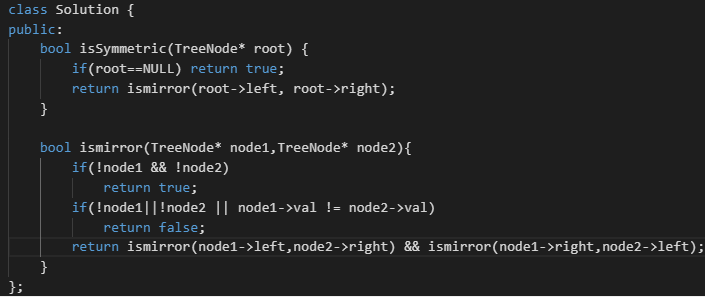 class Solution {
public:
    bool isSymmetric(TreeNode* root) {
        if(root==NULL) return true;
        return ismirror(root->left, root->right);
    }

    bool ismirror(TreeNode* node1,TreeNode* node2){
        if(!node1 && !node2)
            return true;
        if(!node1||!node2 || node1->val != node2->val)
            return false;
        return ismirror(node1->left,node2->right) && ismirror(node1->right,node2->left);
    }
};